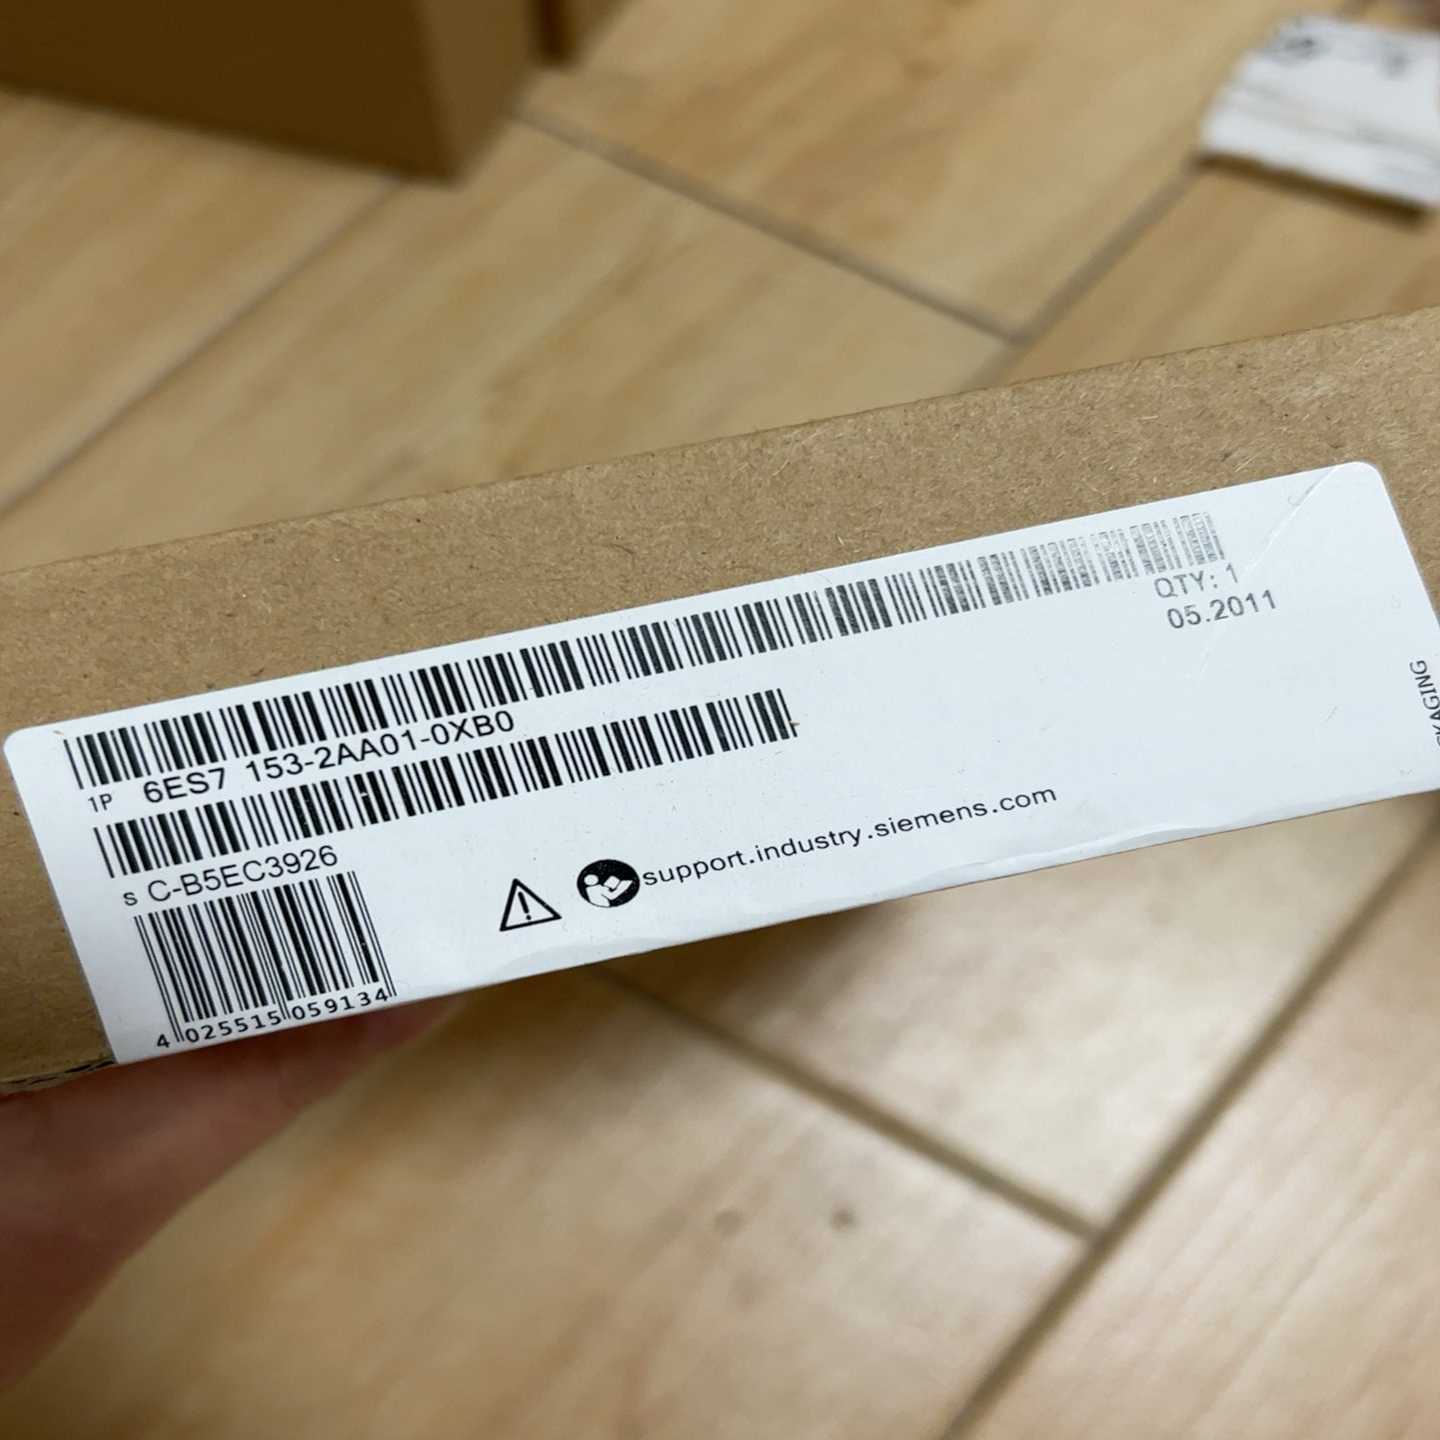 QTY: 1
05.2011
1P 6ES7 153-2AA01-0XB0
S C-B5EC3926
support.industry.siemens.com
4 025515 059134